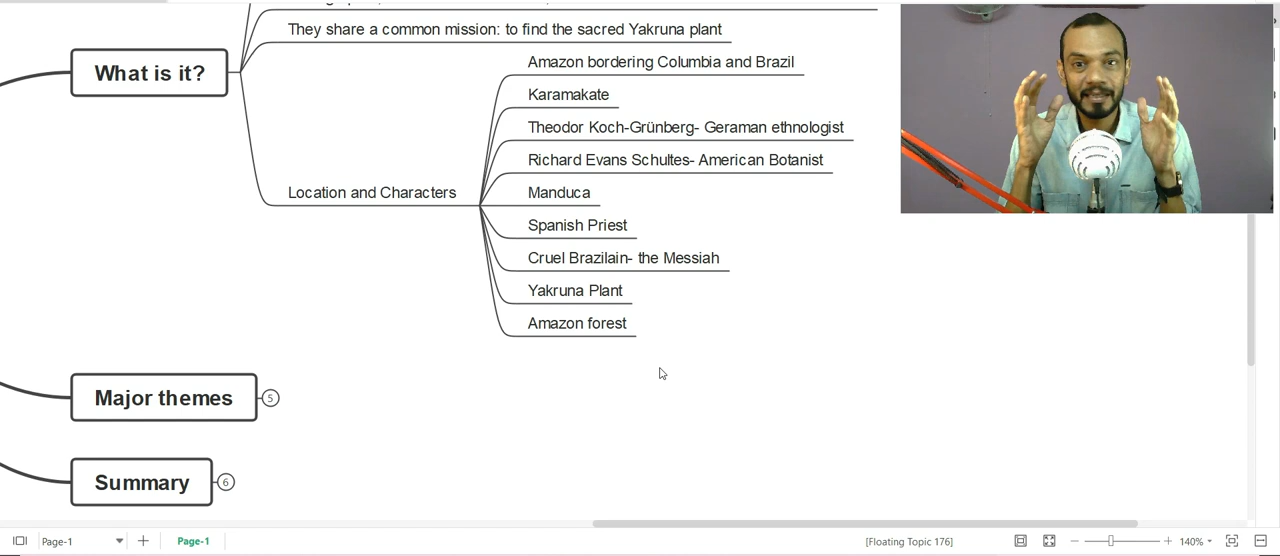 They share a common mission: to find the sacred Yakruna plant
What is it?
Amazon bordering Columbia and Brazil
Karamakate
Theodor Koch-Grünberg- Geraman ethnologist
Richard Evans Schultes- American Botanist
Location and Characters
Manduca
Spanish Priest
Cruel Brazilain- the Messiah
Yakruna Plant
Amazon forest
Major themes
5
Summary
6
Page-1
Page-1
[Floating Topic 176]
140%